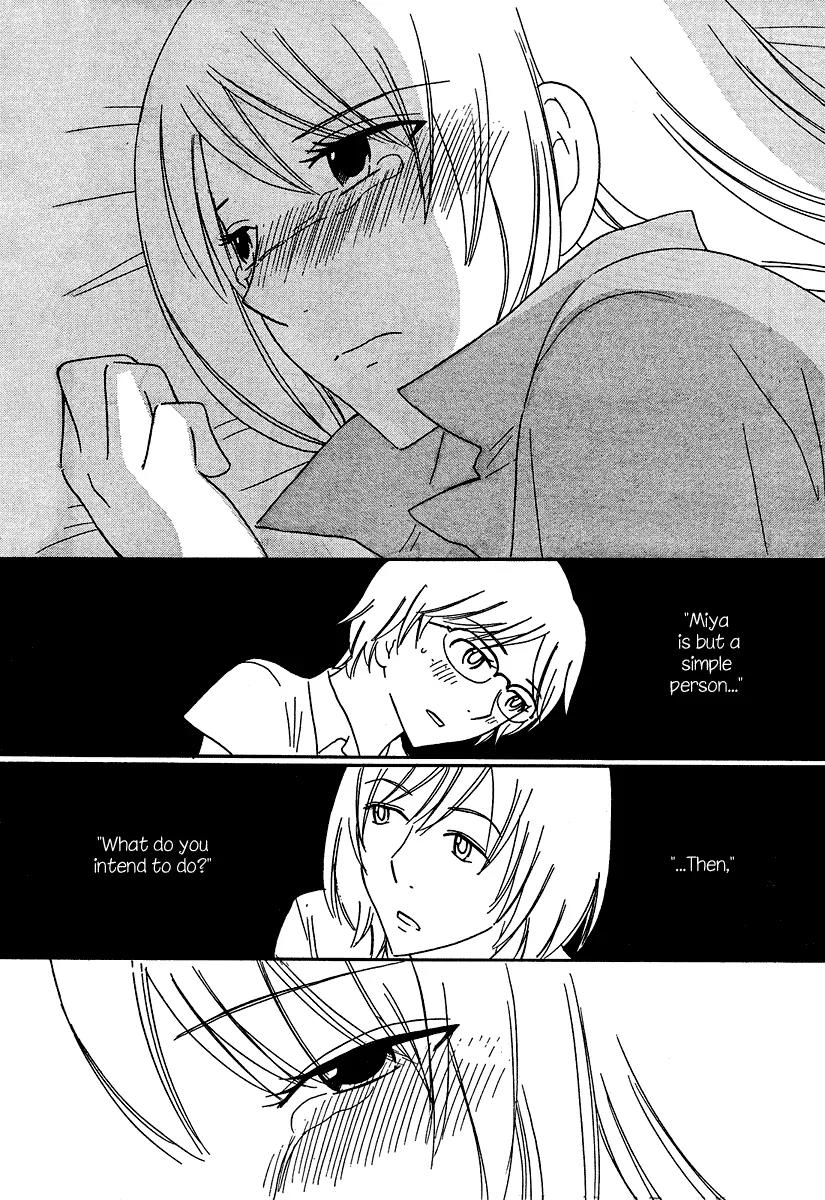 "Miya
is but a
simple
person..."
"...Then,"
"What do you
intend to do?"